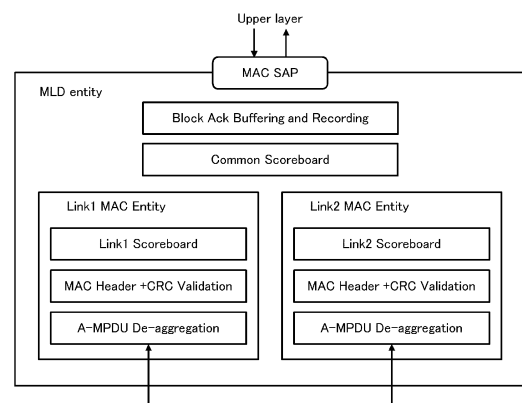 Upper layer
MAC SAP
MLD entity
Block Ack Buffering and Recording
Common Scoreboard
Link1 MAC Entity
Link1 Scoreboard
MAC Header +CRC Validation
A-MPDU De-aggregation
Link2 MAC Entity
Link2 Scoreboard
MAC Header +CRC Validation
A-MPDU De-aggregation